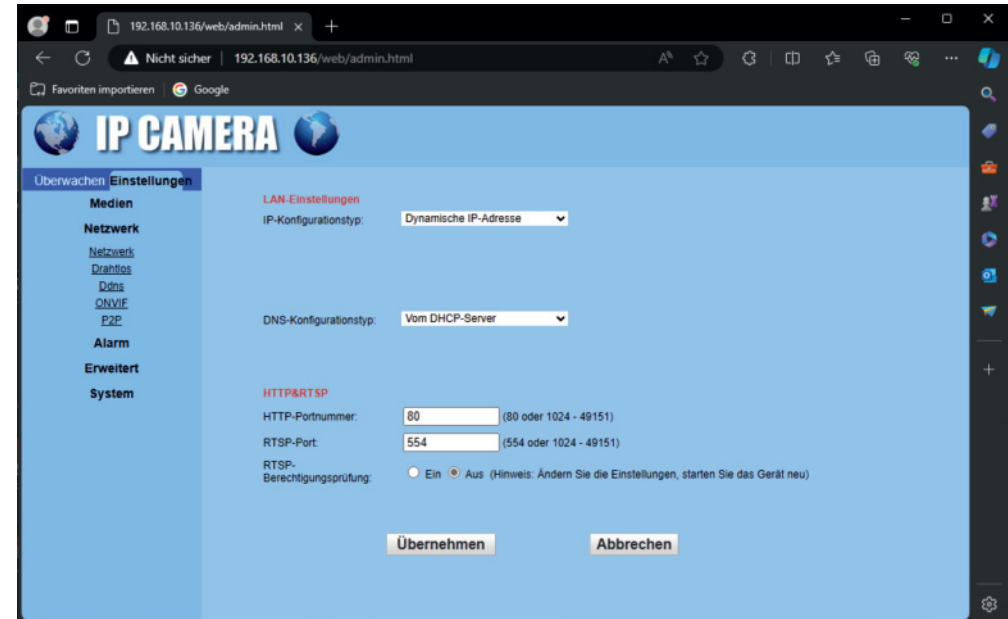 192.168.10.136/web/admin.html
Nicht sicher | 192.168.10.136/web/admin.html
Favoriten importieren | Google
IP CAMERA
Überwachen Einstellungen
Medien
Netzwerk
Netzwerk
Drahtlos
Ddns
ONVIF
P2P
Alarm
Erweitert
System
LAN-Einstellungen
IP-Konfigurationstyp: Dynamische IP-Adresse
DNS-Konfigurationstyp: Vom DHCP-Server
HTTP&RTSP
HTTP-Portnummer: 80 (80 oder 1024 - 49151)
RTSP-Port: 554 (554 oder 1024 - 49151)
RTSP-
Berechtigungsprüfung: Ein Aus (Hinweis: Ändern Sie die Einstellungen, starten Sie das Gerät neu)
Übernehmen Abbrechen